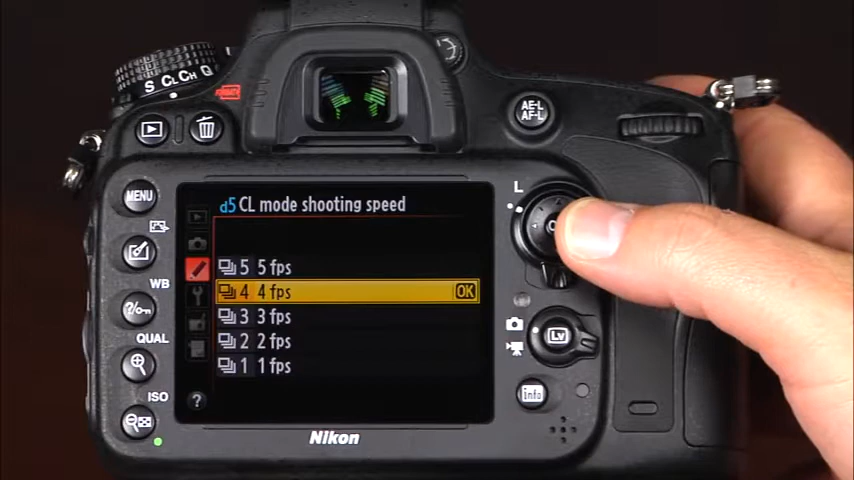 S CL CH Q
FORMAT
AE-L
AF-L
MENU
d5 CL mode shooting speed
L
5 5 fps
WB
4 4 fps OK
?/
3 3 fps
QUAL
2 2 fps
Lv
1 1 fps
ISO
?
info
Nikon